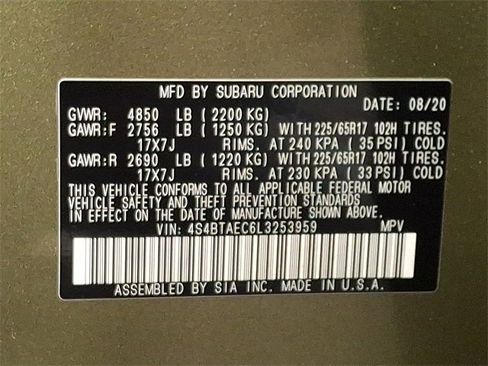 MFD BY SUBARU CORPORATION
DATE: 08/20
GVWR: 4850 LB (2200 KG)
GAWR:F 2756 LB (1250 KG) WITH 225/65R17 102H TIRES.
17X7J RIMS. AT 240 KPA (35 PSI) COLD
GAWR:R 2690 LB (1220 KG) WITH 225/65R17 102H TIRES.
17X7J RIMS. AT 230 KPA (33 PSI) COLD
THIS VEHICLE CONFORMS TO ALL APPLICABLE FEDERAL MOTOR
VEHICLE SAFETY AND THEFT PREVENTION STANDARDS
IN EFFECT ON THE DATE OF MANUFACTURE SHOWN ABOVE.
VIN: 4S4BTAEC6L3253959 MPV
ASSEMBLED BY SIA INC. MADE IN U.S.A.